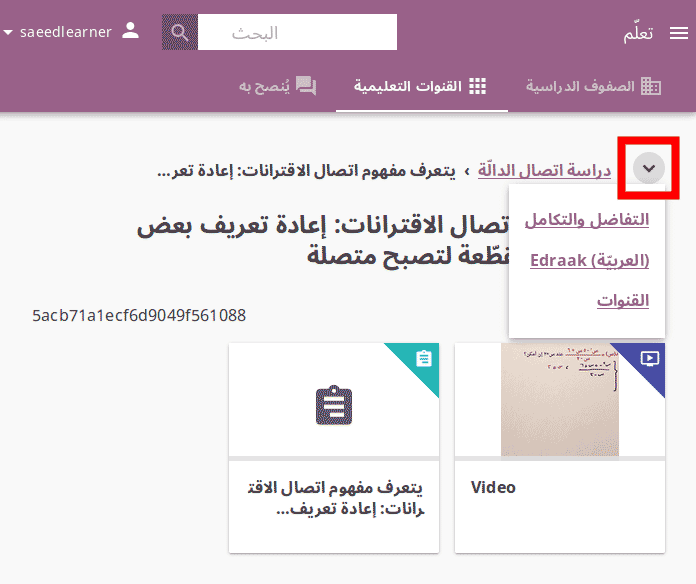 تعلّم
البحث
saeedlearner
الصفوف الدراسية
القنوات التعليمية
يُنصح به
دراسة اتصال الدالّة › يتعرف مفهوم اتصال الاقترانات: إعادة تعر...
التفاضل والتكامل
Edraak (العربيّة)
القنوات
تصال الاقترانات: إعادة تعريف بعض
طّعة لتصبح متصلة
5acb71a1ecf6d9049f561088
Video
يتعرف مفهوم اتصال الاقت
رانات: إعادة تعريف...